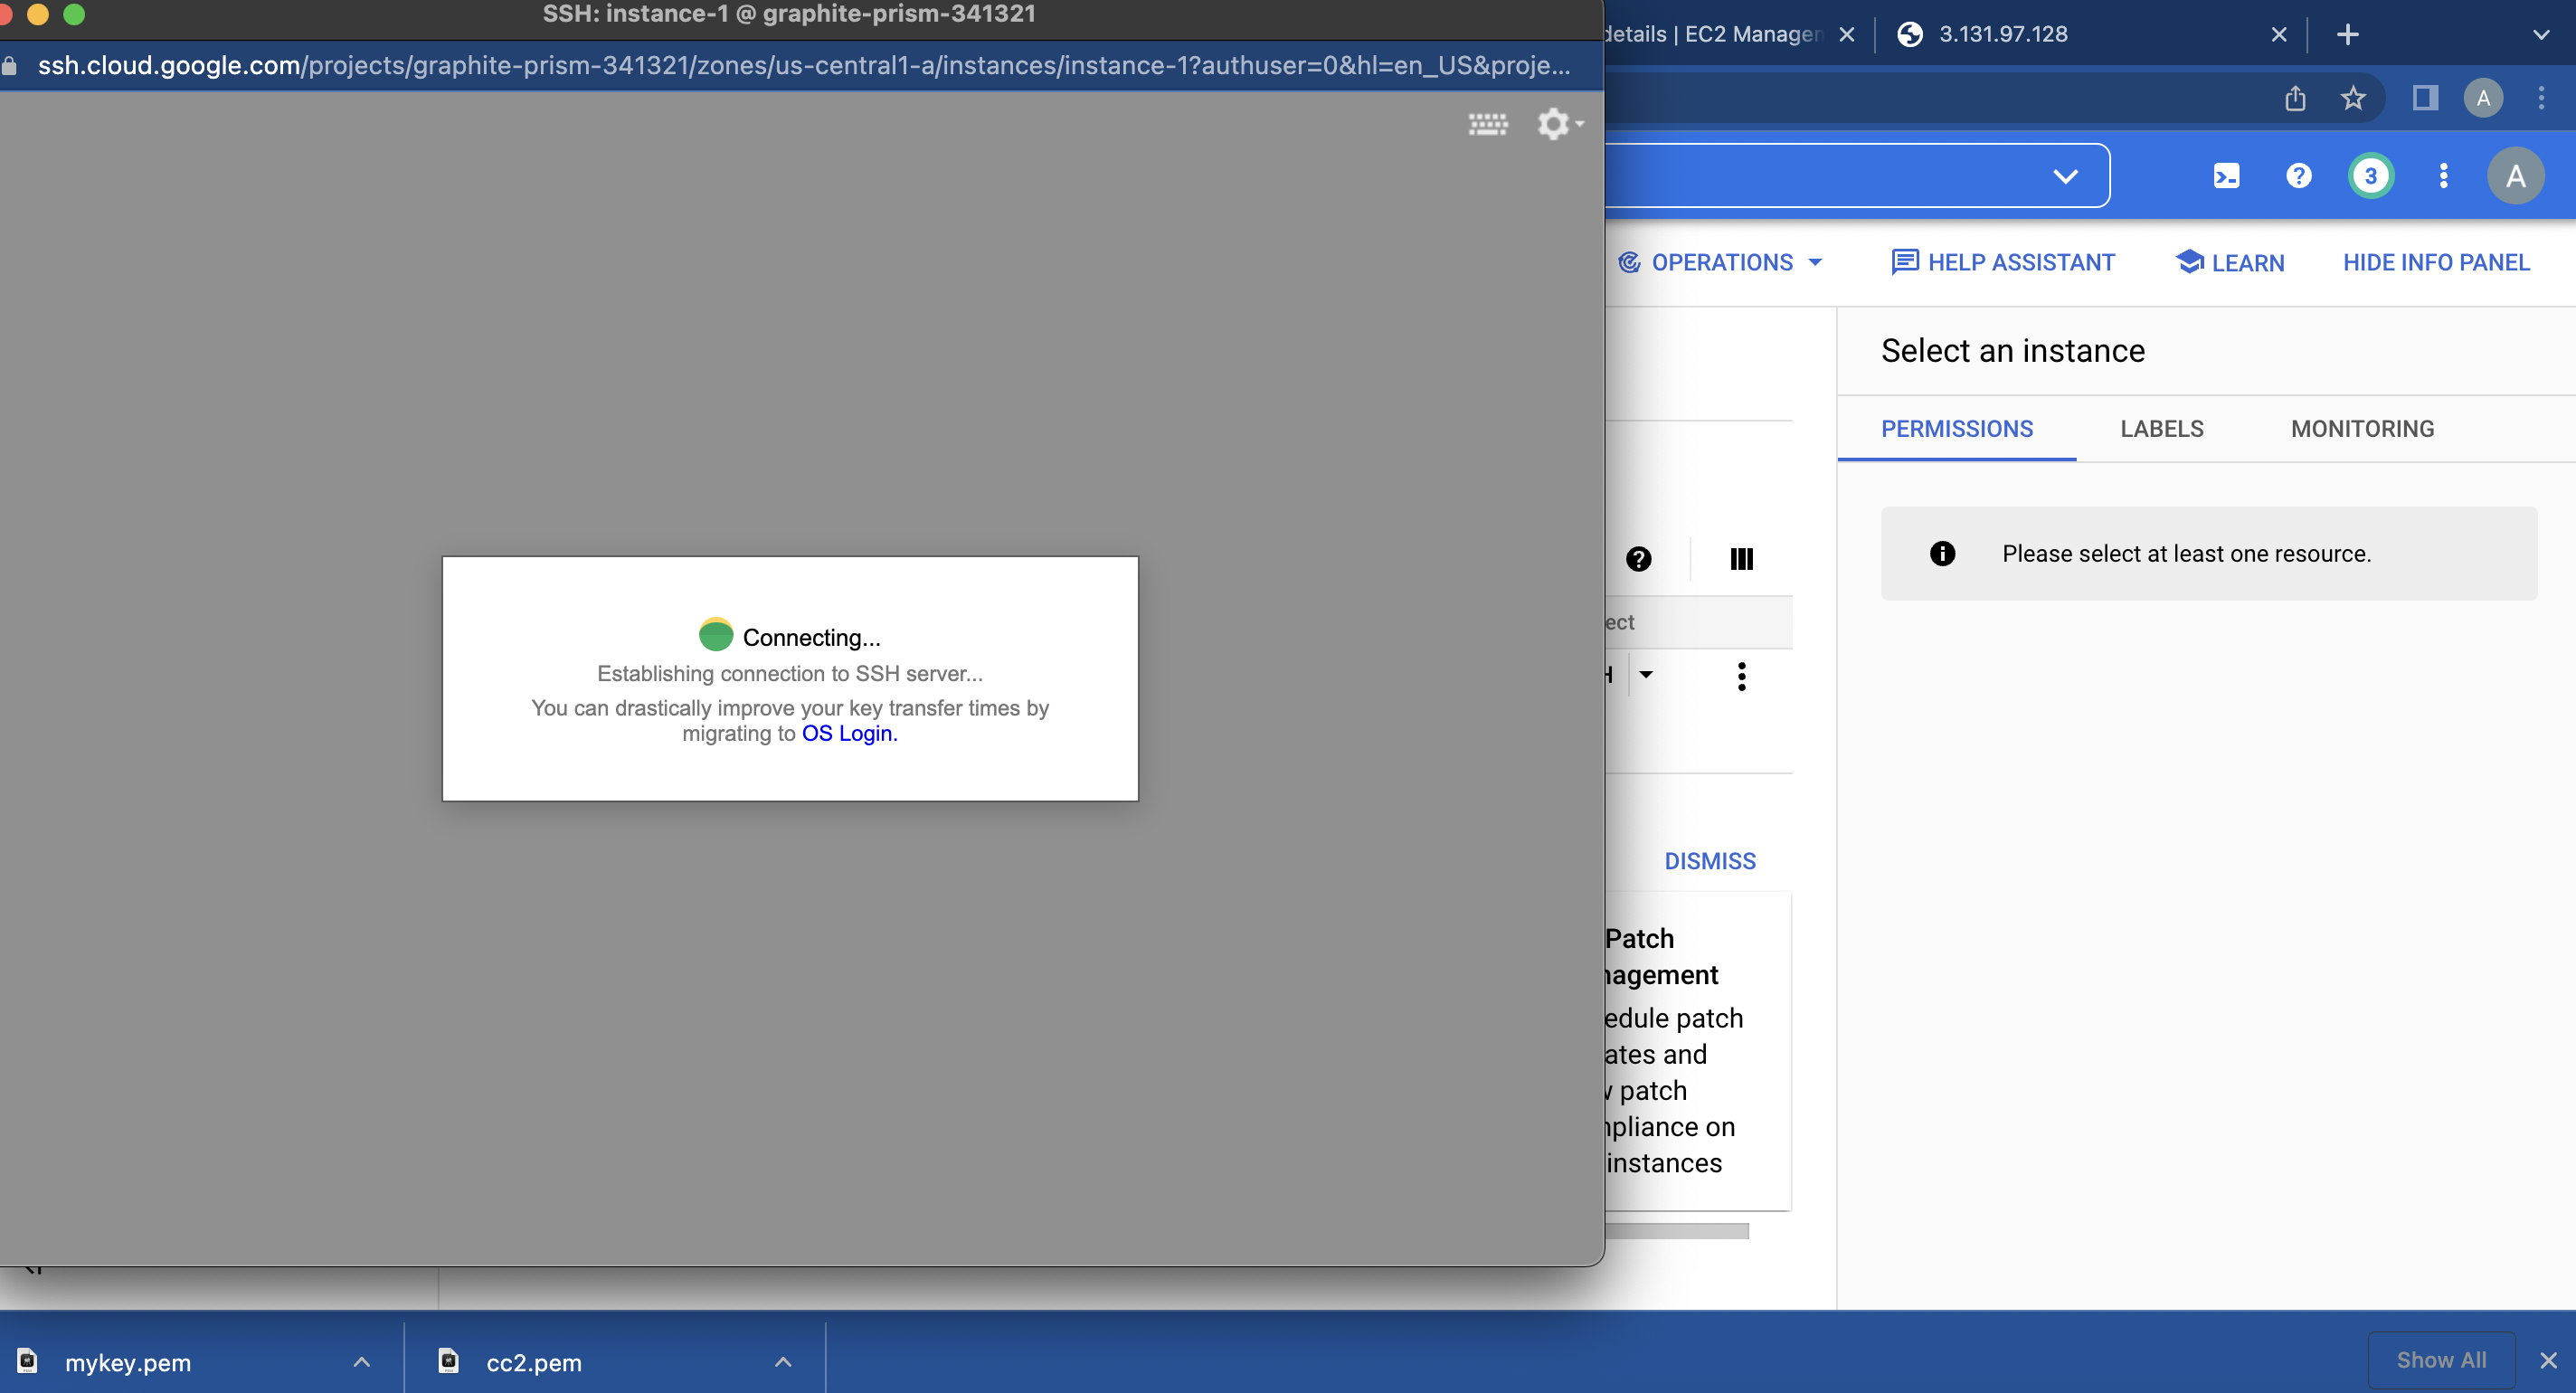 SSH: instance-1 @ graphite-prism-341321
details | EC2 Manager
3.131.97.128
ssh.cloud.google.com/projects/graphite-prism-341321/zones/us-central1-a/instances/instance-1?authuser=0&hl=en_US&proje...
A
3
A
OPERATIONS
HELP ASSISTANT
LEARN
HIDE INFO PANEL
Select an instance
PERMISSIONS
LABELS
MONITORING
Please select at least one resource.
ect
H
Connecting...
Establishing connection to SSH server...
You can drastically improve your key transfer times by
migrating to OS Login.
DISMISS
Patch
nagement
edule patch
ates and
w patch
npliance on
instances
mykey.pem
cc2.pem
Show All